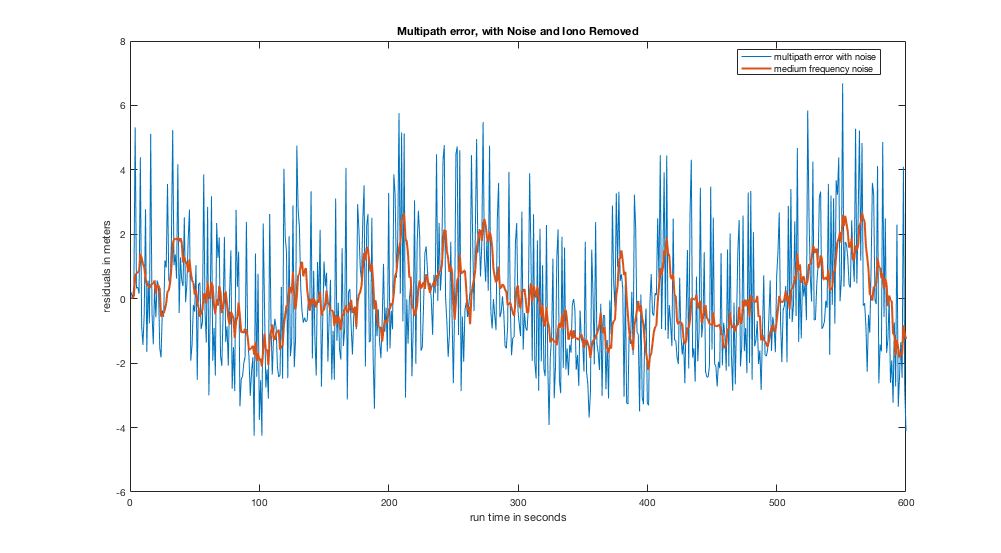 Multipath error, with Noise and Iono Removed
multipath error with noise
medium frequency noise
8
6
4
2
0
-2
-4
-6
residuals in meters
0 100 200 300 400 500 600
run time in seconds